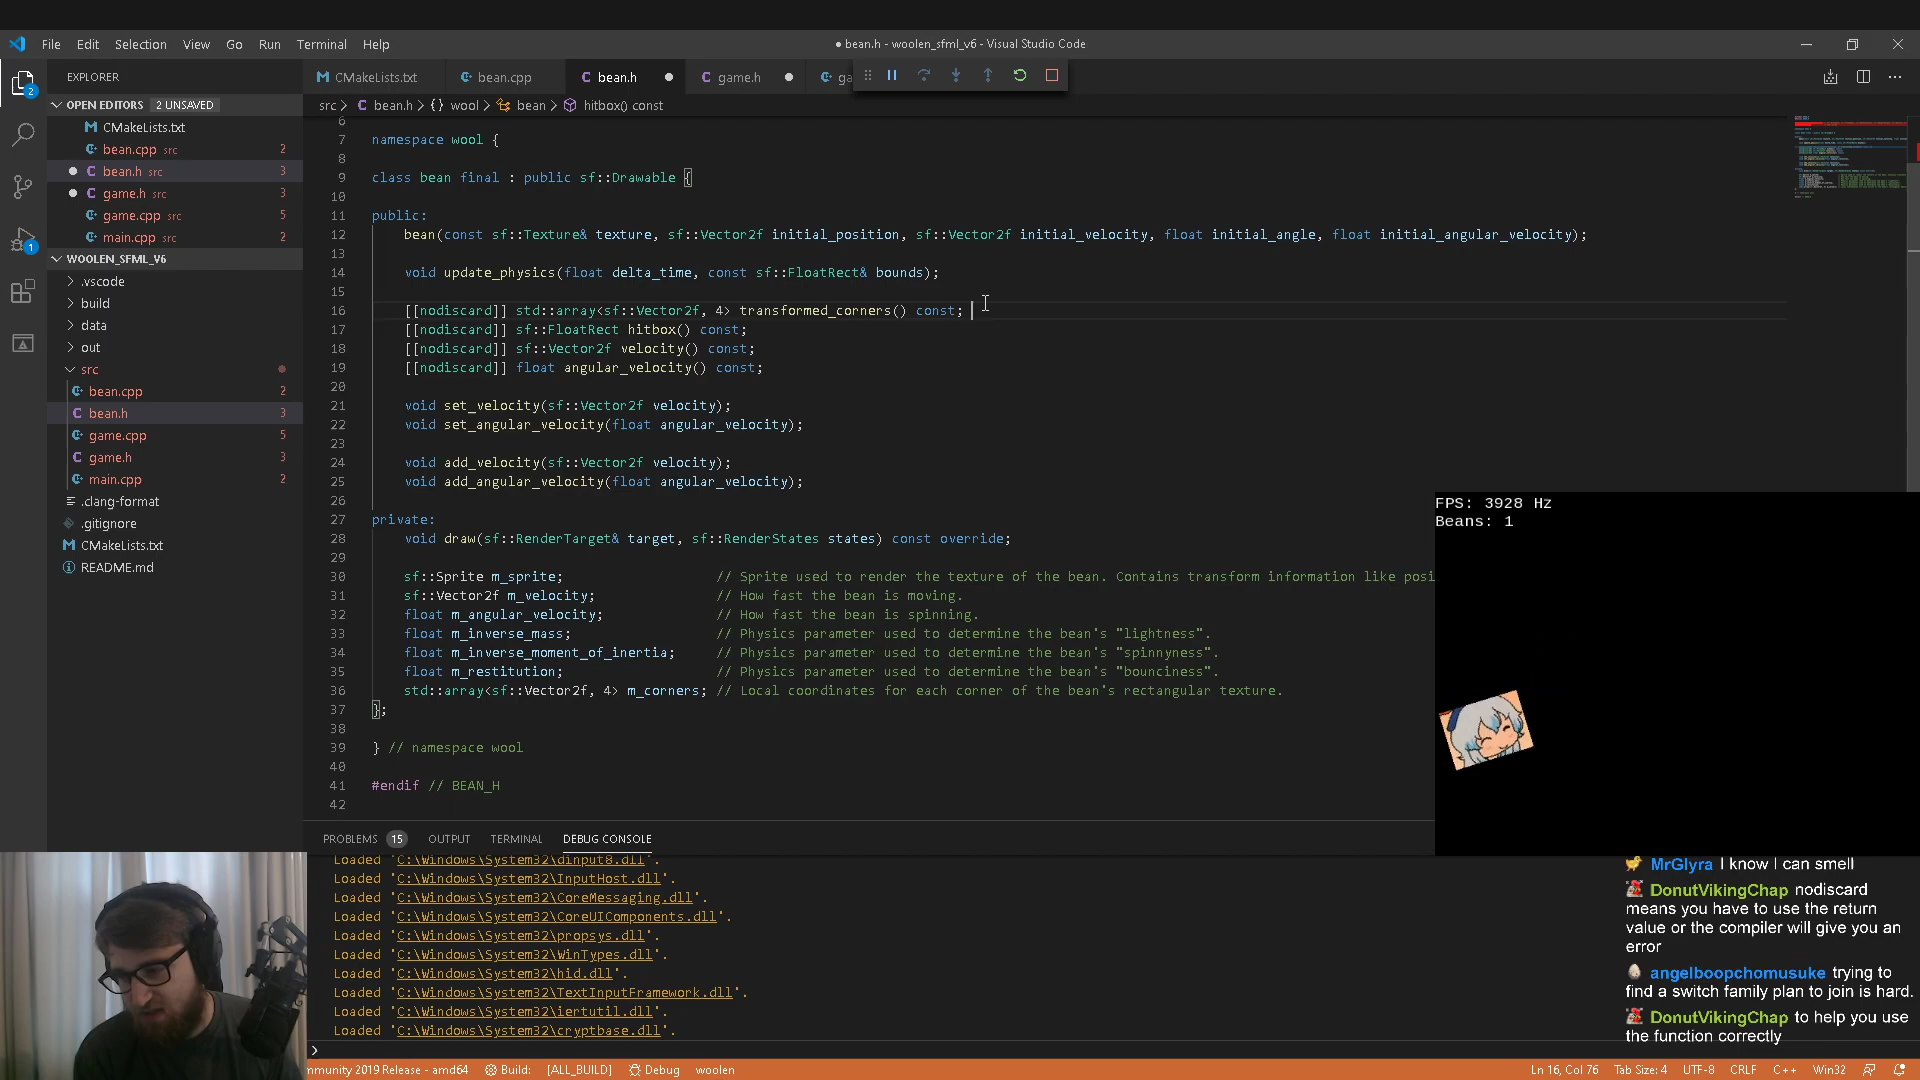 File Edit Selection View Go Run Terminal Help
● bean.h - woolen_sfml_v6 - Visual Studio Code
EXPLORER
CMakeLists.txt
bean.cpp
bean.h
game.h
ga
OPEN EDITORS 2 UNSAVED
CMakeLists.txt
bean.cpp src 2
bean.h src 3
game.h src 3
game.cpp src 5
main.cpp src 2
WOOLEN_SFML_V6
.vscode
build
data
out
src
bean.cpp 2
bean.h 3
game.cpp 5
game.h 3
main.cpp 2
.clang-format
.gitignore
CMakeLists.txt
README.md
2
1
src > bean.h > {} wool > bean > hitbox() const
6
7 namespace wool {
8
9 class bean final : public sf::Drawable {
10
11 public:
12 bean(const sf::Texture& texture, sf::Vector2f initial_position, sf::Vector2f initial_velocity, float initial_angle, float initial_angular_velocity);
13
14 void update_physics(float delta_time, const sf::FloatRect& bounds);
15
16 [[nodiscard]] std::array<sf::Vector2f, 4> transformed_corners() const;
17 [[nodiscard]] sf::FloatRect hitbox() const;
18 [[nodiscard]] sf::Vector2f velocity() const;
19 [[nodiscard]] float angular_velocity() const;
20
21 void set_velocity(sf::Vector2f velocity);
22 void set_angular_velocity(float angular_velocity);
23
24 void add_velocity(sf::Vector2f velocity);
25 void add_angular_velocity(float angular_velocity);
26
27 private:
28 void draw(sf::RenderTarget& target, sf::RenderStates states) const override;
29
30 sf::Sprite m_sprite; // Sprite used to render the texture of the bean. Contains transform information like posi
31 sf::Vector2f m_velocity; // How fast the bean is moving.
32 float m_angular_velocity; // How fast the bean is spinning.
33 float m_inverse_mass; // Physics parameter used to determine the bean's "lightness".
34 float m_inverse_moment_of_inertia; // Physics parameter used to determine the bean's "spinnyness".
35 float m_restitution; // Physics parameter used to determine the bean's "bounciness".
36 std::array<sf::Vector2f, 4> m_corners; // Local coordinates for each corner of the bean's rectangular texture.
37 };
38
39 } // namespace wool
40
41 #endif // BEAN_H
42
FPS: 3928 Hz
Beans: 1
PROBLEMS 15 OUTPUT TERMINAL DEBUG CONSOLE
Loaded 'C:\Windows\System32\dinput8.dll'.
Loaded 'C:\Windows\System32\InputHost.dll'.
Loaded 'C:\Windows\System32\CoreMessaging.dll'.
Loaded 'C:\Windows\System32\CoreUIComponents.dll'.
Loaded 'C:\Windows\System32\propsys.dll'.
Loaded 'C:\Windows\System32\WinTypes.dll'.
Loaded 'C:\Windows\System32\hid.dll'.
Loaded 'C:\Windows\System32\TextInputFramework.dll'.
Loaded 'C:\Windows\System32\iertutil.dll'.
Loaded 'C:\Windows\System32\cryptbase.dll'.
MrGlyra I know I can smell
DonutVikingChap nodiscard
means you have to use the return
value or the compiler will give you an
error
angelboopchomusuke trying to
find a switch family plan to join is hard.
DonutVikingChap to help you use
the function correctly
mmunity 2019 Release - amd64 Build: [ALL_BUILD] Debug woolen
Ln 16, Col 76 Tab Size: 4 UTF-8 CRLF C++ Win32